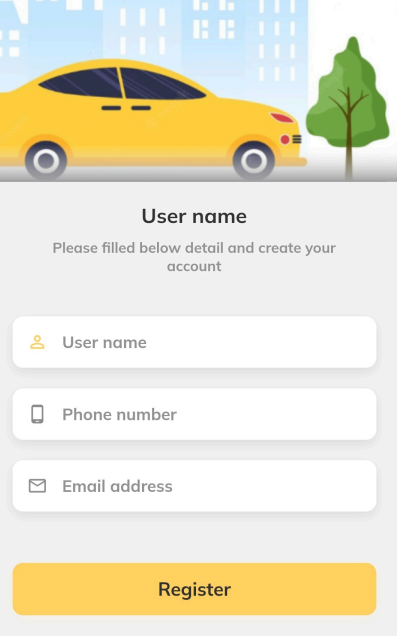 User name
Please filled below detail and create your
account
User name
Phone number
Email address
Register